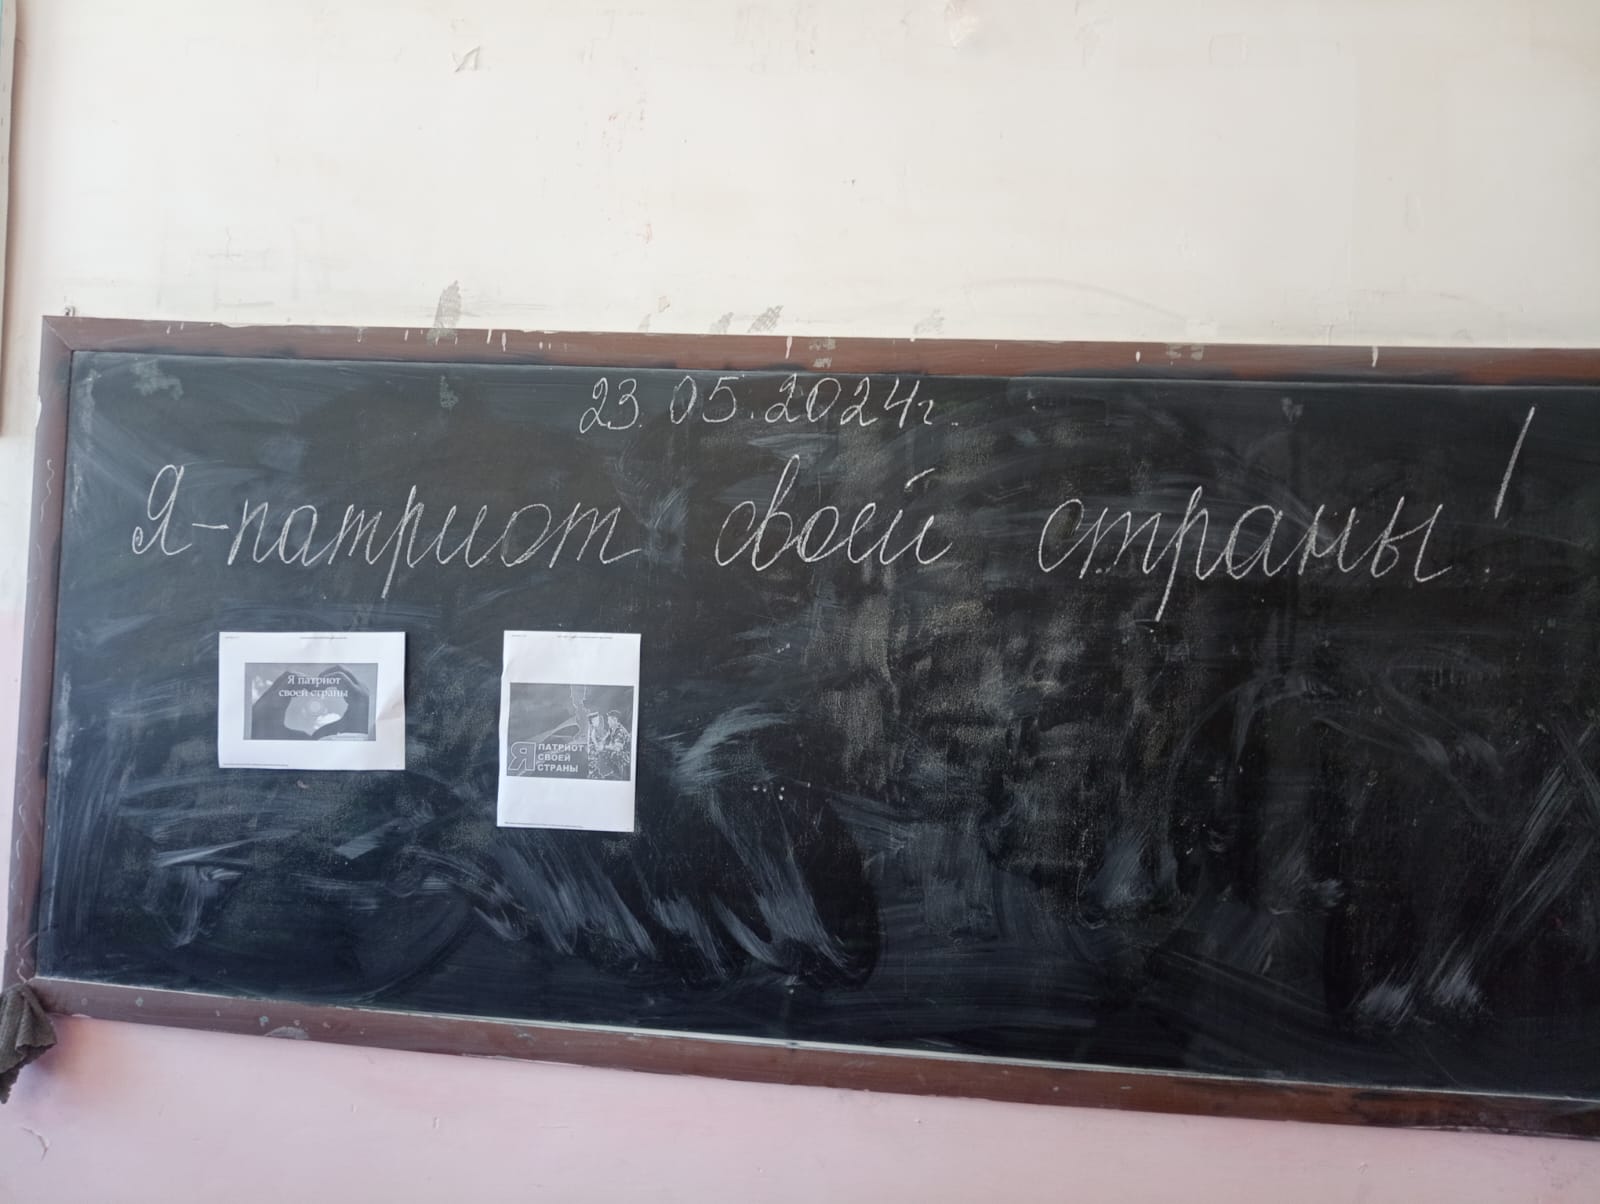 23.05.2024г.
Я-патриот своей страны!
Я патриот
своей страны
Я ПАТРИОТ
СВОЕЙ
СТРАНЫ